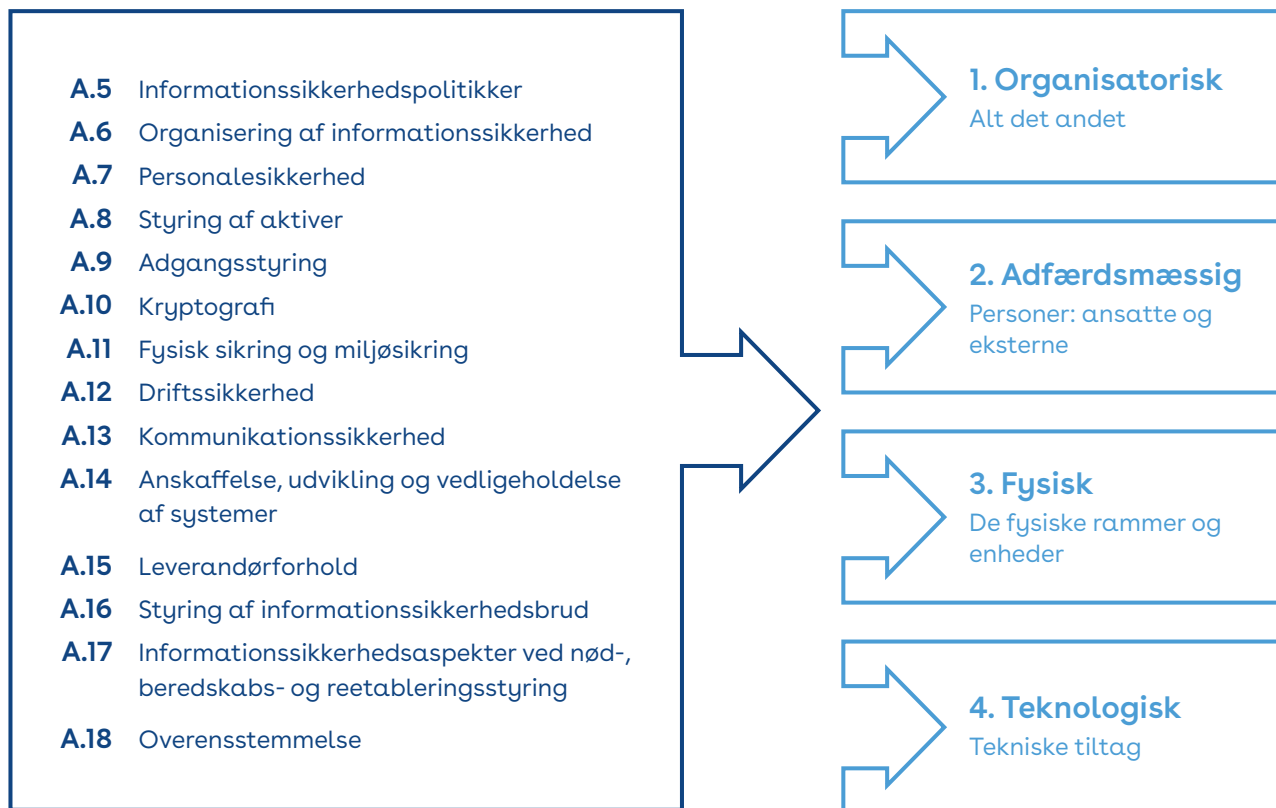 A.5 Informationssikkerhedspolitikker
A.6 Organisering af informationssikkerhed
A.7 Personalesikkerhed
A.8 Styring af aktiver
A.9 Adgangsstyring
A.10 Kryptografi
A.11 Fysisk sikring og miljøsikring
A.12 Driftssikkerhed
A.13 Kommunikationssikkerhed
A.14 Anskaffelse, udvikling og vedligeholdelse
af systemer
A.15 Leverandørforhold
A.16 Styring af informationssikkerhedsbrud
A.17 Informationssikkerhedsaspekter ved nød-,
beredskabs- og reetableringsstyring
A.18 Overensstemmelse
1. Organisatorisk
Alt det andet
2. Adfærdsmæssig
Personer: ansatte og
eksterne
3. Fysisk
De fysiske rammer og
enheder
4. Teknologisk
Tekniske tiltag